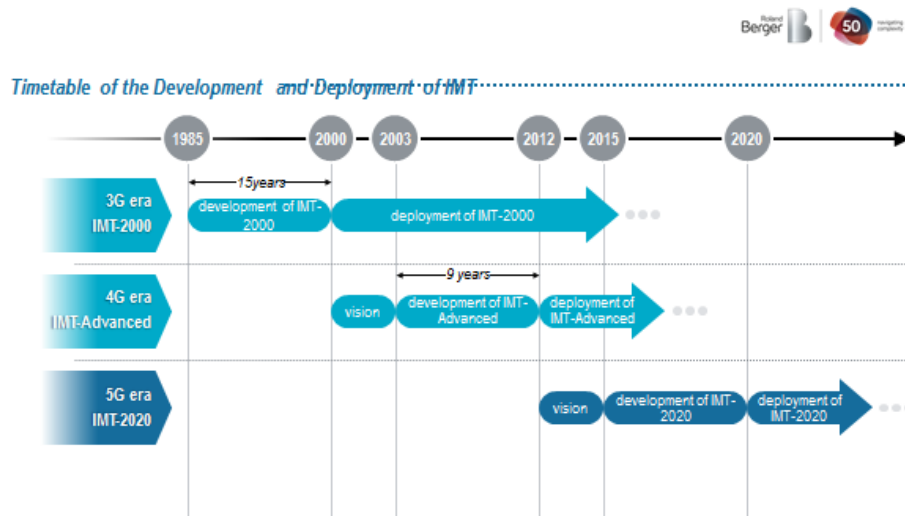 Roland
Berger
50
navigating
complexity
Timetable of the Development and Deployment of IMT
1985
2000
2003
2012
2015
2020
15years
3G era
IMT-2000
development of IMT-
2000
deployment of IMT-2000
9 years
4G era
IMT-Advanced
vision
development of IMT-
Advanced
deployment of
IMT-Advanced
5G era
IMT-2020
vision
development of IMT-
2020
deployment of
IMT-2020